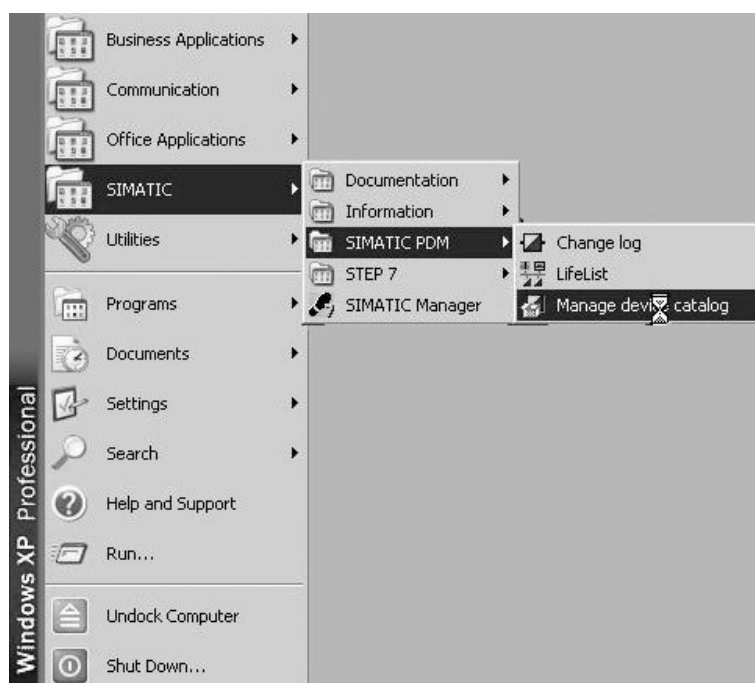 Business Applications
Communication
Office Applications
SIMATIC
Utilities
Programs
Documents
Settings
Search
Help and Support
Run...
Undock Computer
Shut Down...
Windows XP Professional
Documentation
Information
SIMATIC PDM
STEP 7
SIMATIC Manager
Change log
LifeList
Manage device catalog